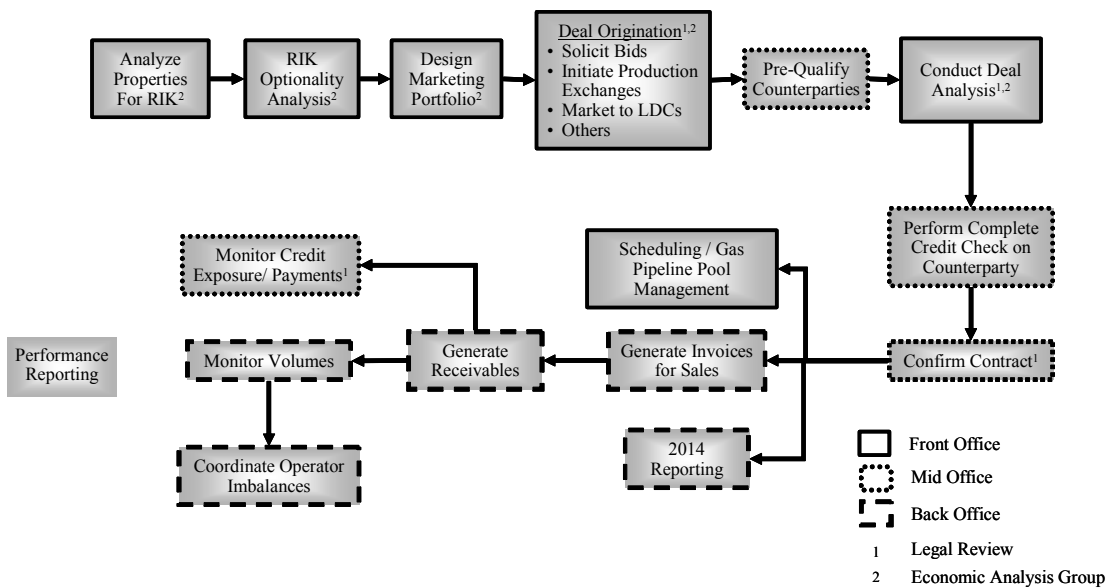 Analyze
Properties
For RIK²
RIK
Optionality
Analysis²
Design
Marketing
Portfolio²
Deal Origination¹,²
• Solicit Bids
• Initiate Production
Exchanges
• Market to LDCs
• Others
Pre-Qualify
Counterparties
Conduct Deal
Analysis¹,²
Perform Complete
Credit Check on
Counterparty
Monitor Credit
Exposure/ Payments¹
Scheduling / Gas
Pipeline Pool
Management
Performance
Reporting
Monitor Volumes
Generate
Receivables
Generate Invoices
for Sales
Confirm Contract¹
Coordinate Operator
Imbalances
2014
Reporting
Front Office
Mid Office
Back Office
1 Legal Review
2 Economic Analysis Group